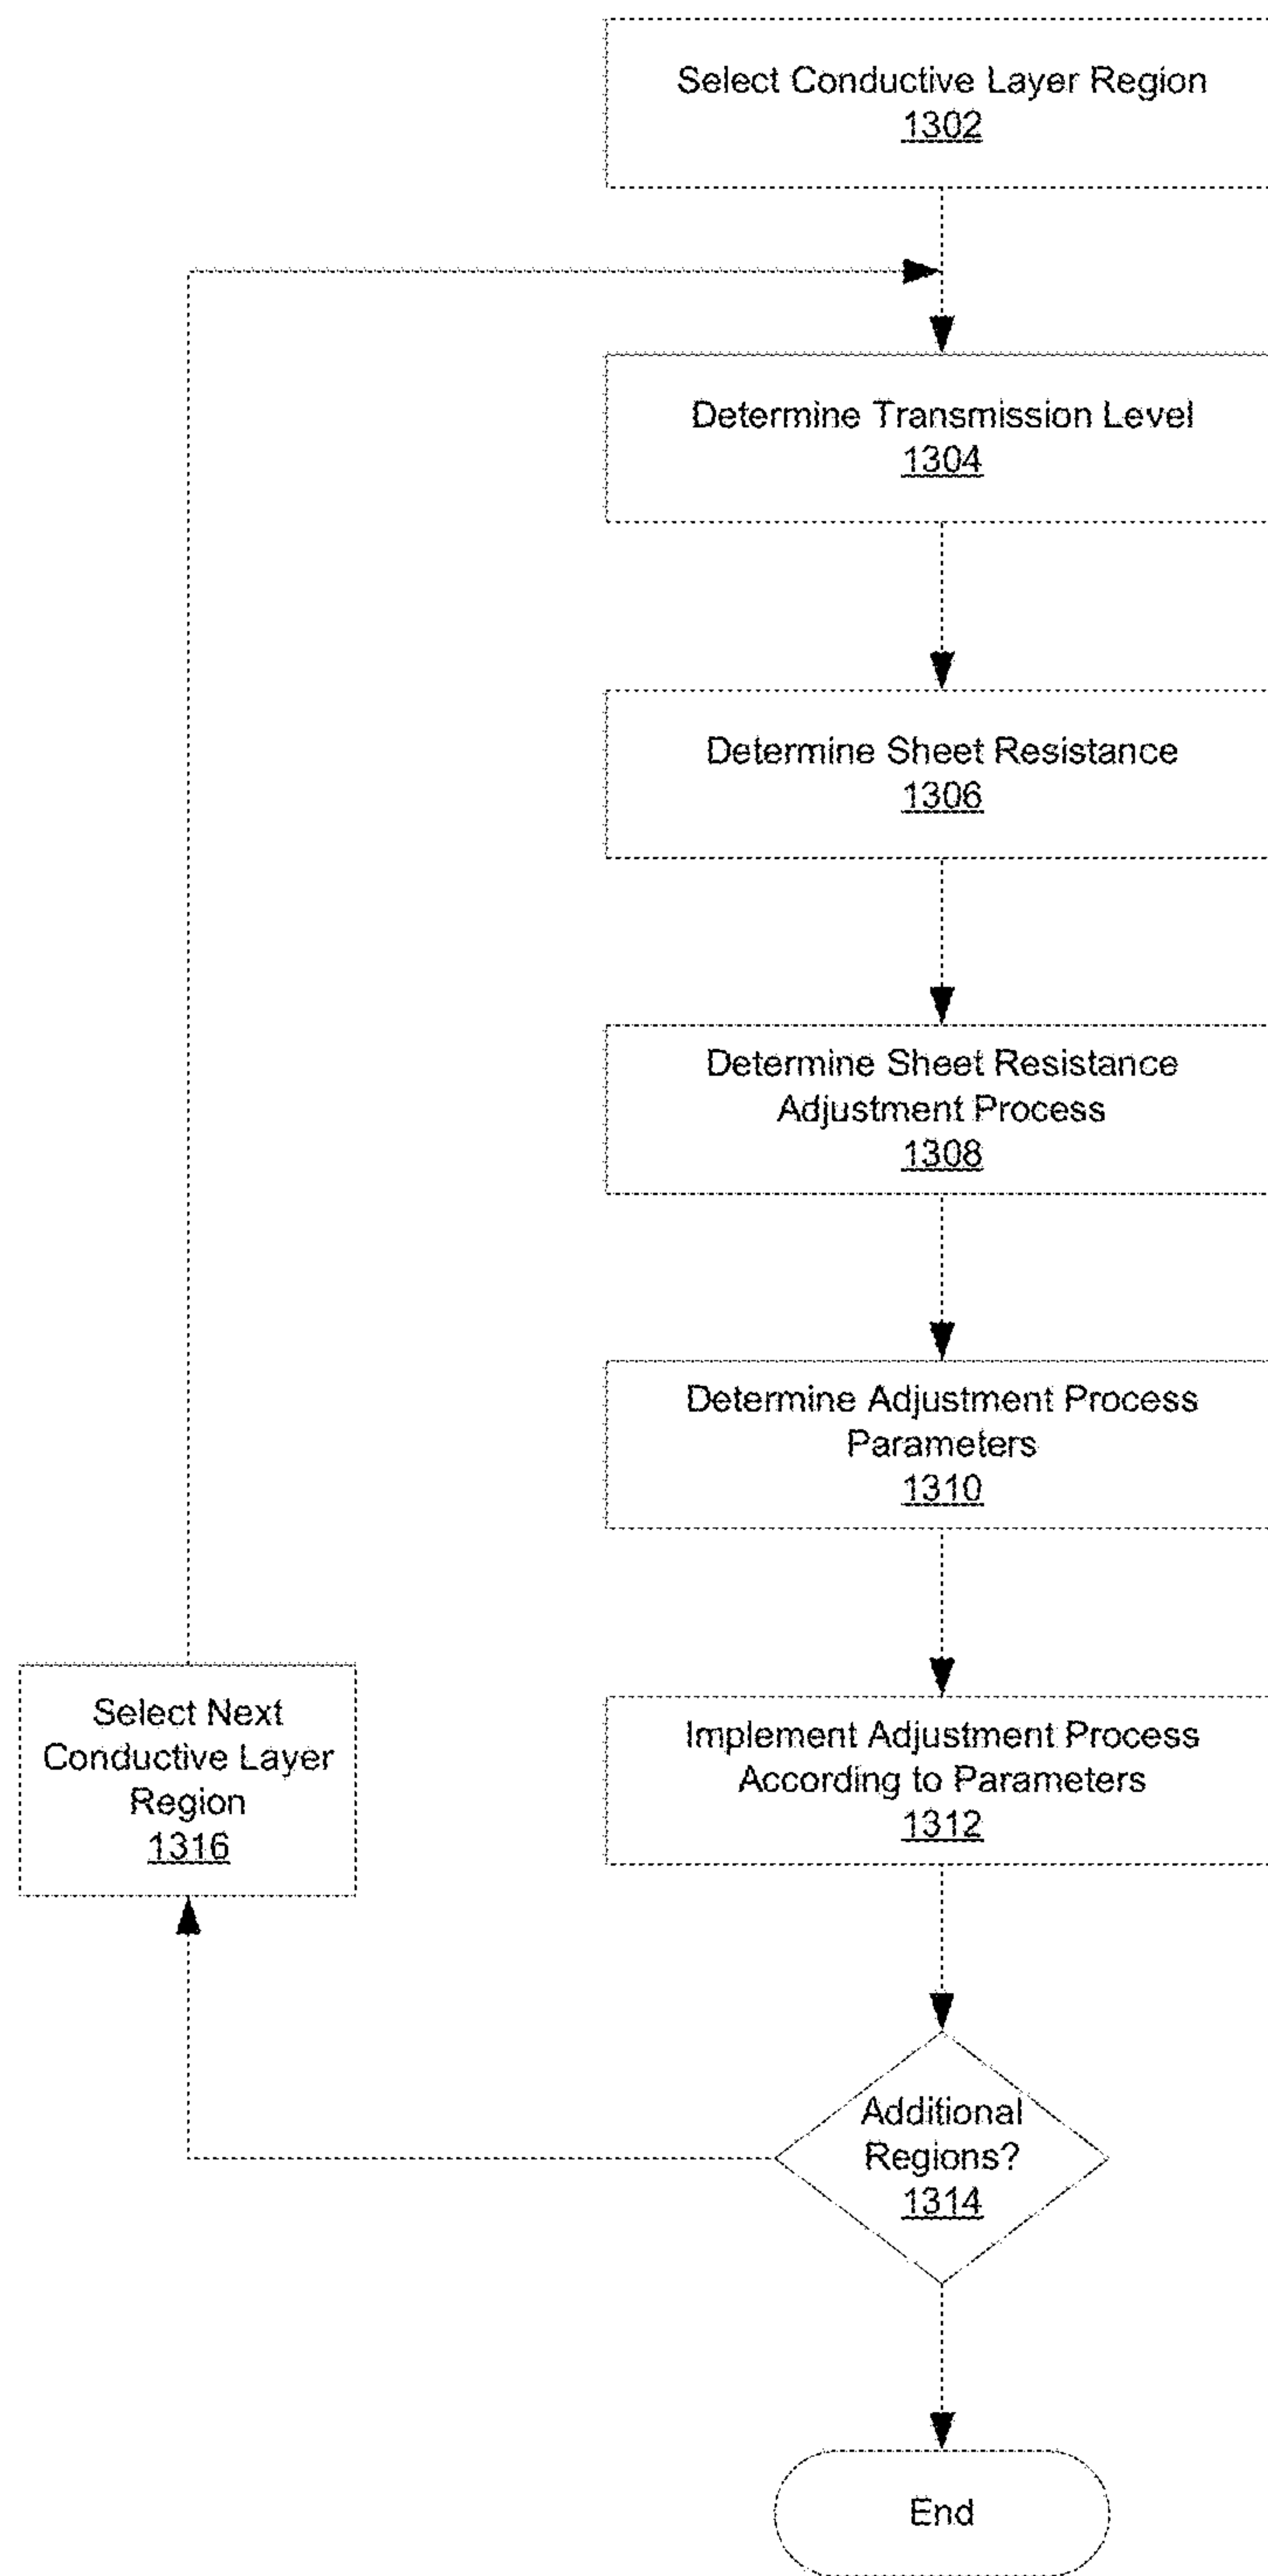 Select Conductive Layer Region
1302
Determine Transmission Level
1304
Determine Sheet Resistance
1306
Determine Sheet Resistance
Adjustment Process
1308
Determine Adjustment Process
Parameters
1310
Implement Adjustment Process
According to Parameters
1312
Select Next
Conductive Layer
Region
1316
Additional
Regions?
1314
End